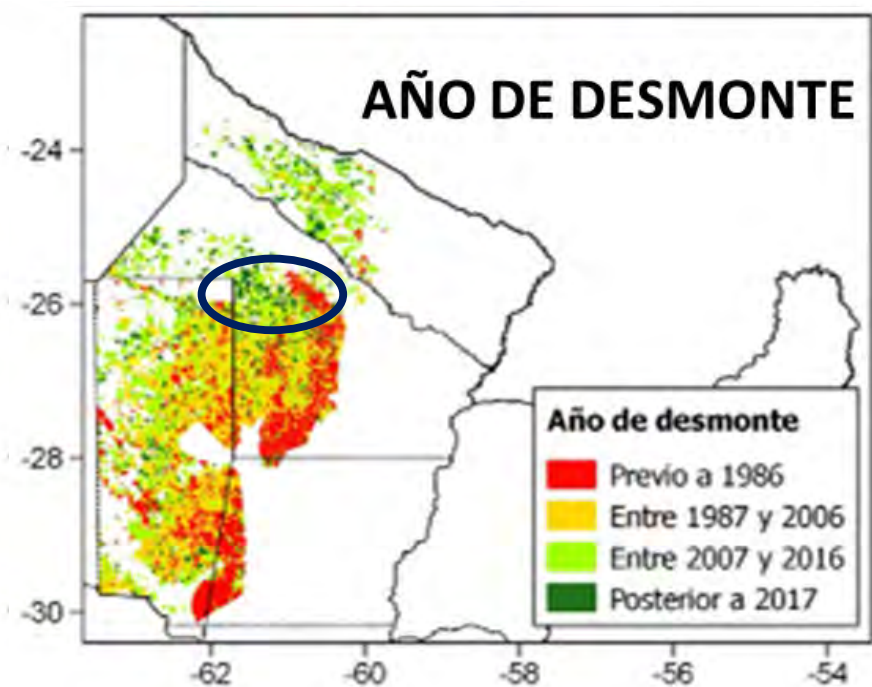 AÑO DE DESMONTE
-24
-26
-28
-30
Año de desmonte
Previo a 1986
Entre 1987 y 2006
Entre 2007 y 2016
Posterior a 2017
-62
-60
-58
-56
-54